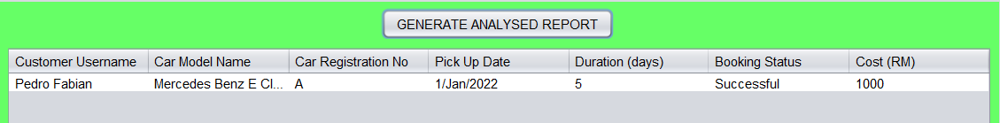 GENERATE ANALYSED REPORT
Customer Username Car Model Name Car Registration No Pick Up Date Duration (days) Booking Status Cost (RM)
Pedro Fabian Mercedes Benz E Cl... A 1/Jan/2022 5 Successful 1000